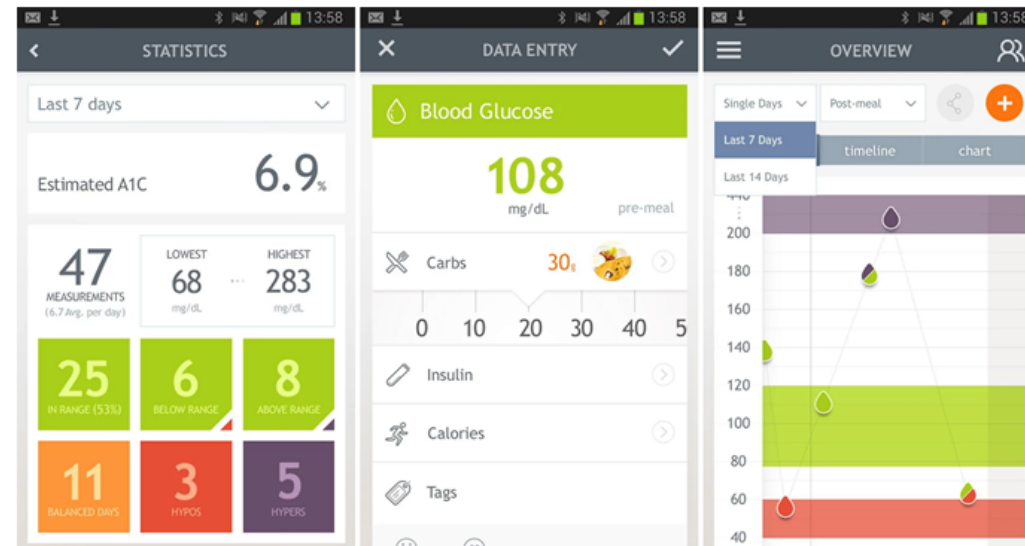 13:58
STATISTICS
Last 7 days
Estimated A1C
6.9%
47
MEASUREMENTS
(6.7 Avg. per day)
LOWEST
68
mg/dL
...
HIGHEST
283
mg/dL
25
IN RANGE (53%)
6
BELOW RANGE
8
ABOVE RANGE
11
BALANCED DAYS
3
HYPOS
5
HYPERS
13:58
DATA ENTRY
Blood Glucose
108
mg/dL
pre-meal
Carbs
30g
0 10 20 30 40 5
Insulin
Calories
Tags
13:58
OVERVIEW
Single Days
Post-meal
Last 7 Days
Last 14 Days
timeline
chart
440
200
180
160
140
120
100
80
60
40